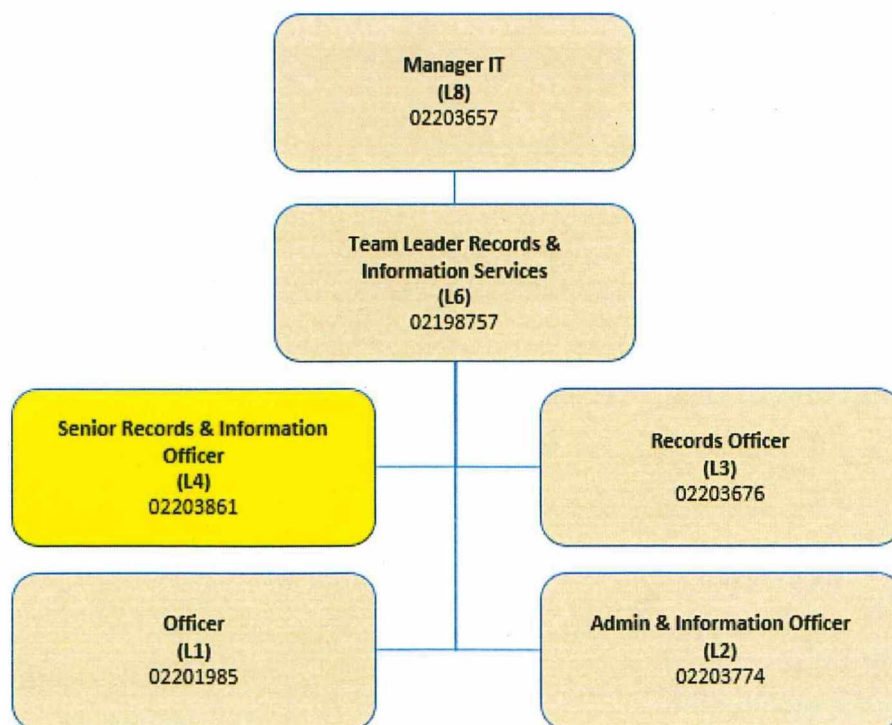 Manager IT
(L8)
02203657
Team Leader Records &
Information Services
(L6)
02198757
Senior Records & Information
Officer
(L4)
02203861
Records Officer
(L3)
02203676
Officer
(L1)
02201985
Admin & Information Officer
(L2)
02203774